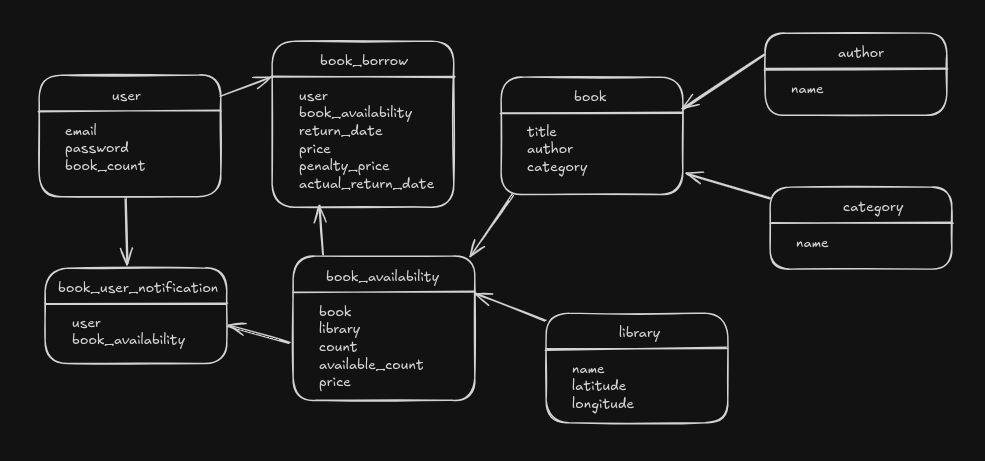 user
email
password
book_count
book_borrow
user
book_availability
return_date
price
penalty_price
actual_return_date
book
title
author
category
author
name
category
name
book_user_notification
user
book_availability
book_availability
book
library
count
available_count
price
library
name
latitude
longitude